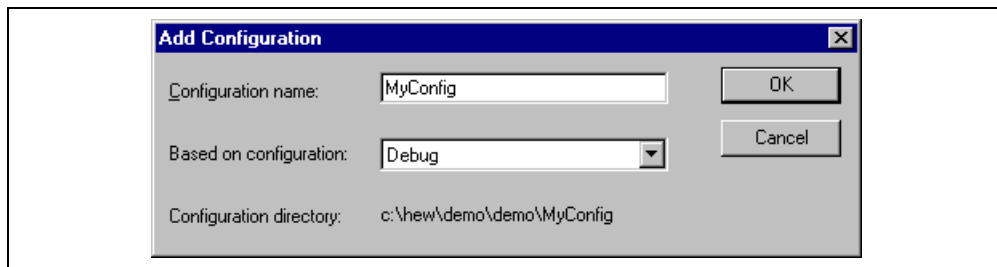 Add Configuration
Configuration name: MyConfig OK
Based on configuration: Debug Cancel
Configuration directory: c:\hew\demo\demo\MyConfig